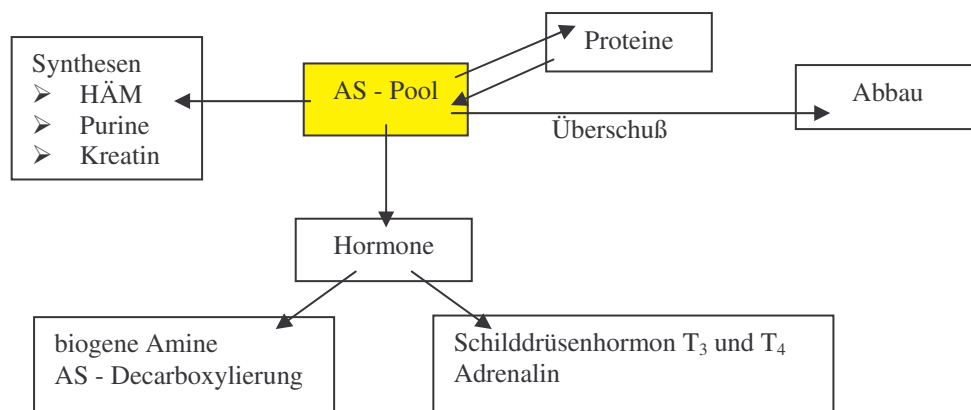 Synthesen
➢ HÄM
➢ Purine
➢ Kreatin
AS - Pool
Proteine
Überschuß
Abbau
Hormone
biogene Amine
AS - Decarboxylierung
Schilddrüsenhormon T₃ und T₄
Adrenalin